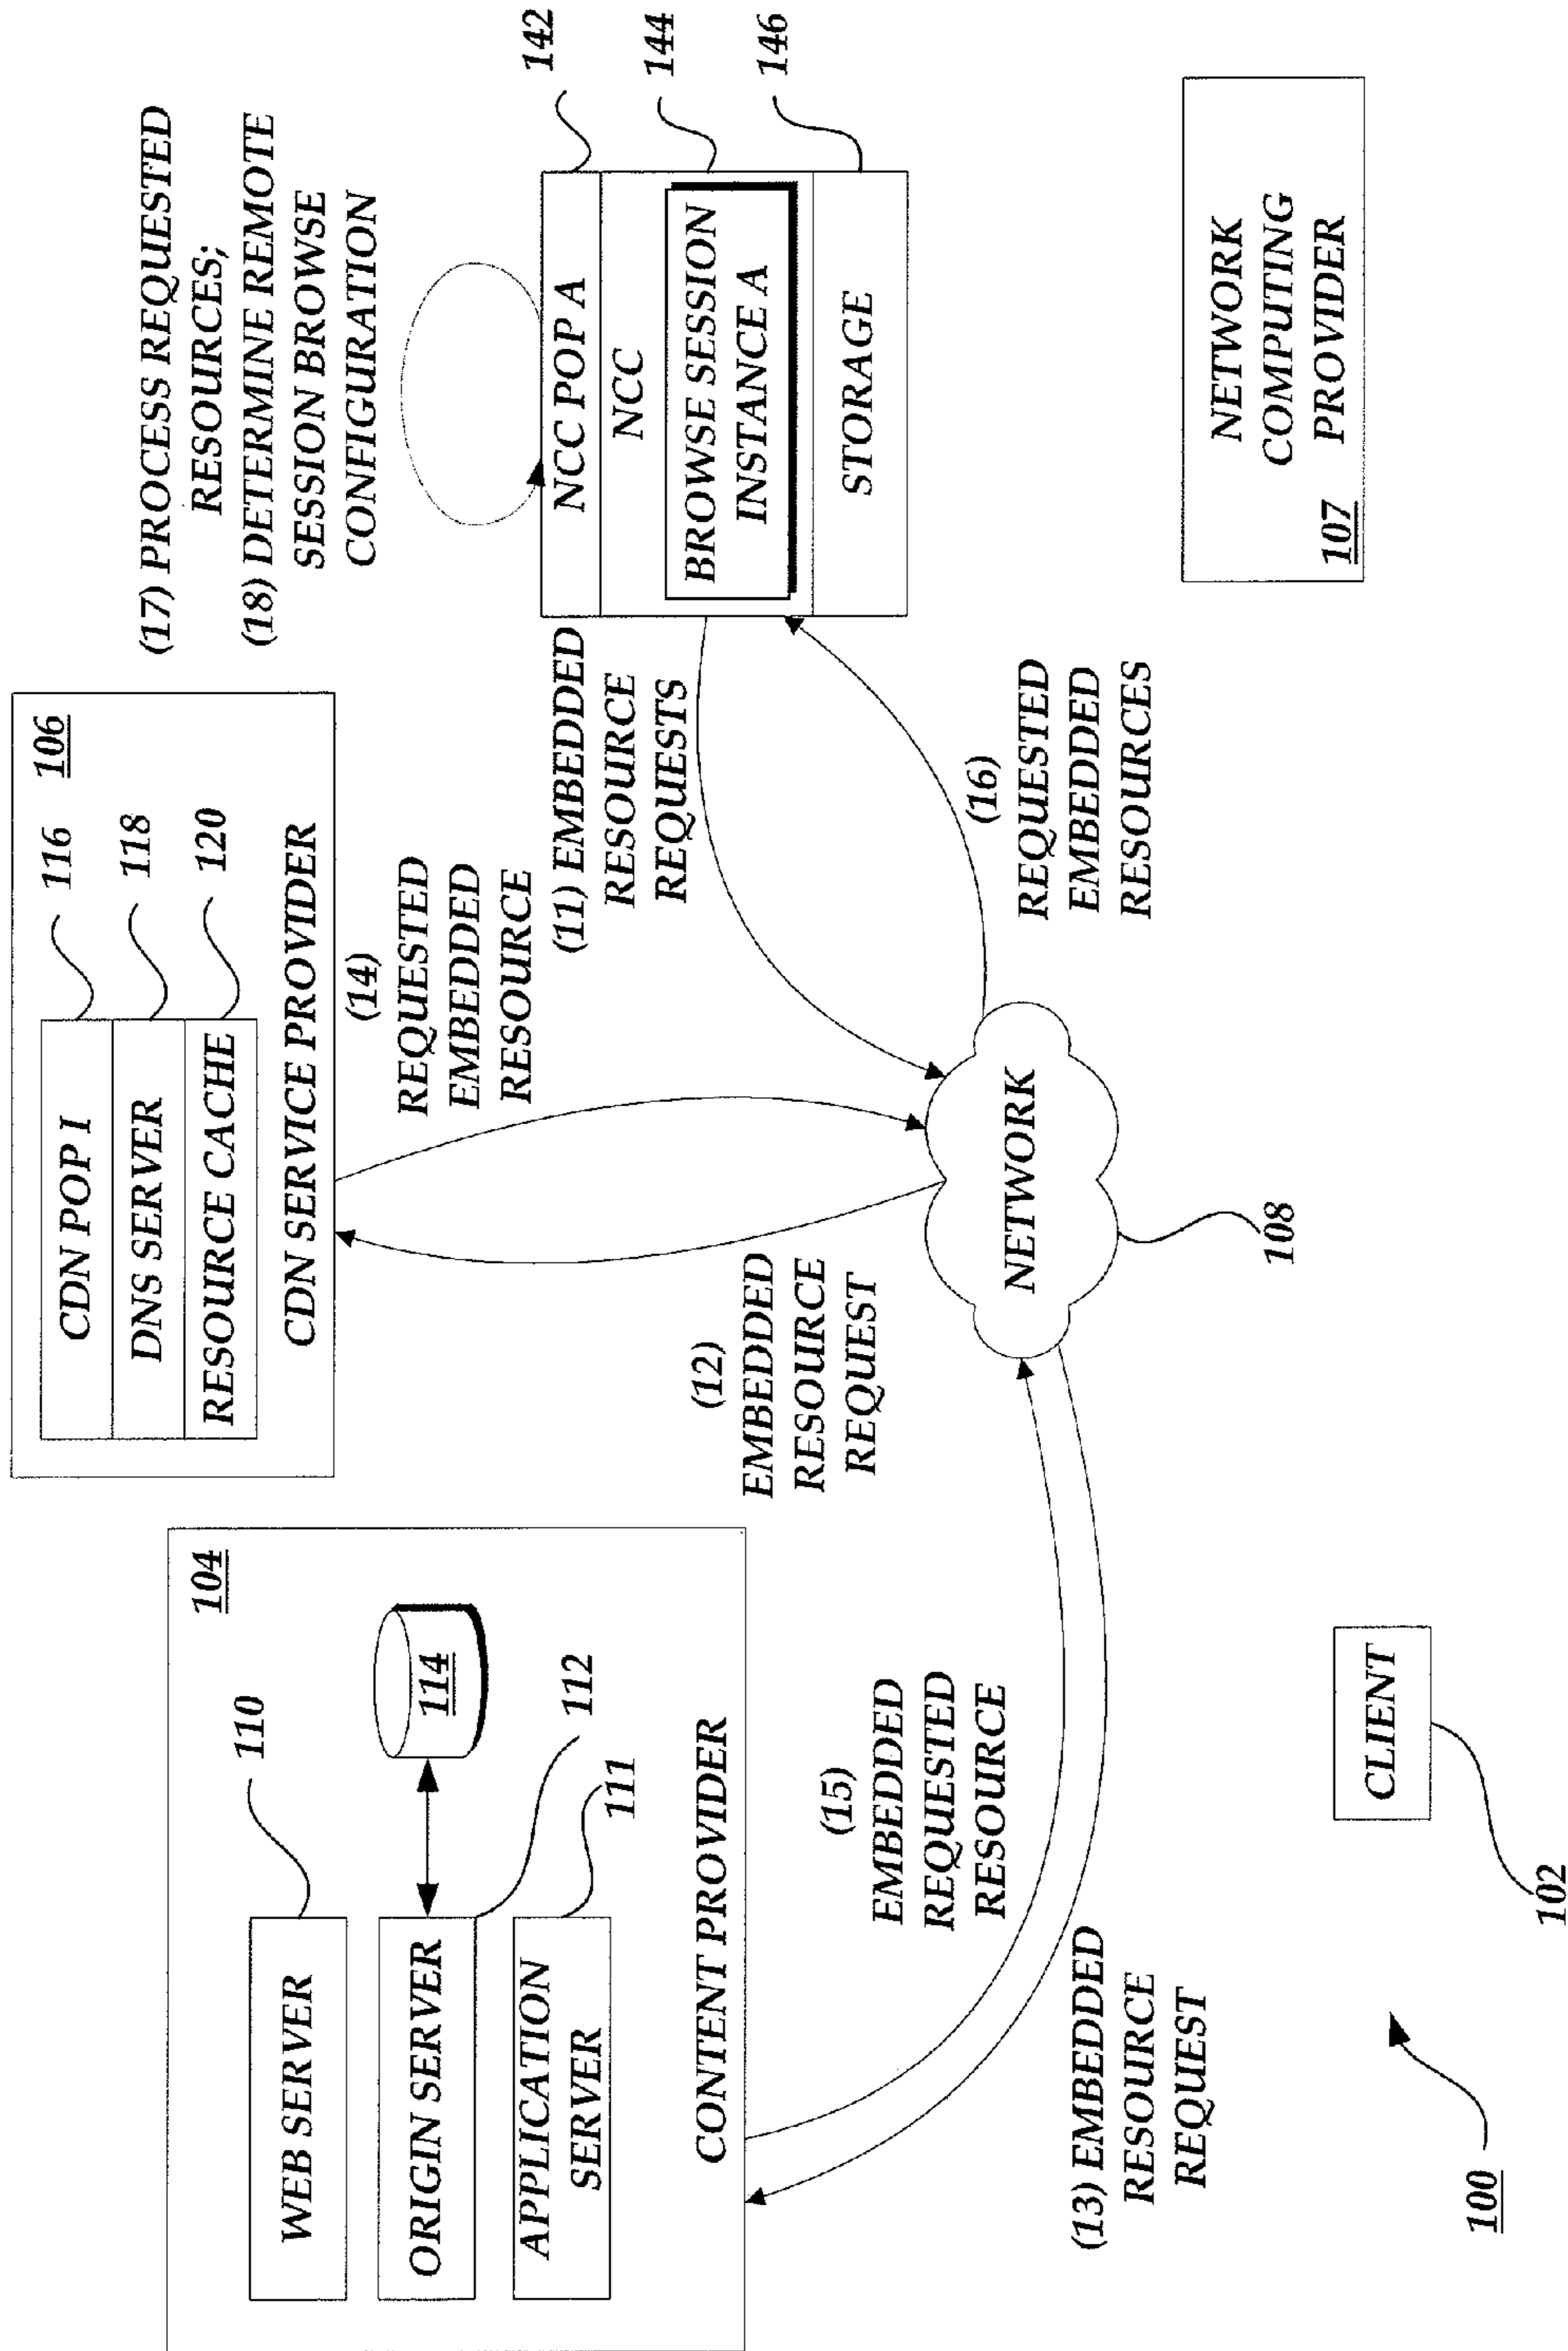 104
110
WEB SERVER
ORIGIN SERVER
114
112
APPLICATION
SERVER
111
CONTENT PROVIDER
106
CDN POP I
116
DNS SERVER
118
RESOURCE CACHE
120
CDN SERVICE PROVIDER
(17) PROCESS REQUESTED
RESOURCES;
(18) DETERMINE REMOTE
SESSION BROWSE
CONFIGURATION
NCC POP A
142
NCC
144
BROWSE SESSION
INSTANCE A
STORAGE
146
(14)
REQUESTED
EMBEDDED
RESOURCE
(11) EMBEDDED
RESOURCE
REQUESTS
(12)
EMBEDDED
RESOURCE
REQUEST
(16)
REQUESTED
EMBEDDED
RESOURCES
(15)
EMBEDDED
REQUESTED
RESOURCE
NETWORK
108
(13) EMBEDDED
RESOURCE
REQUEST
NETWORK
COMPUTING
PROVIDER
107
CLIENT
102
100